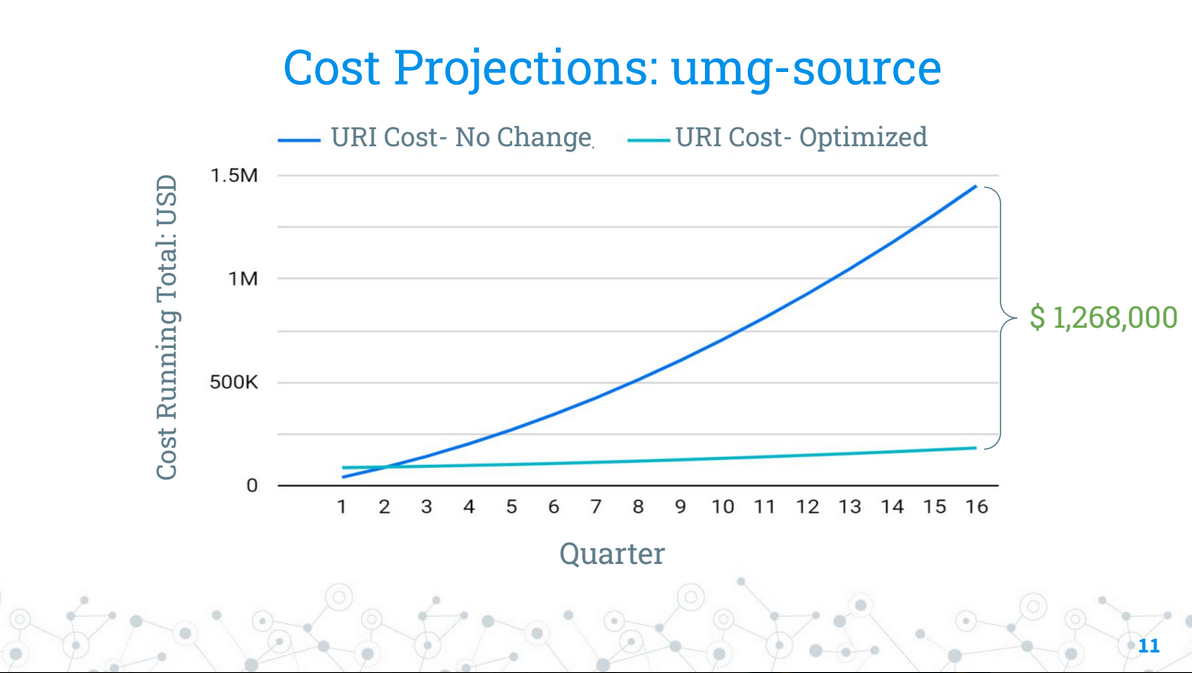 Cost Projections: umg-source
URI Cost- No Change. URI Cost- Optimized
Cost Running Total: USD
1.5M
1M
500K
0
$ 1,268,000
1 2 3 4 5 6 7 8 9 10 11 12 13 14 15 16
Quarter
11